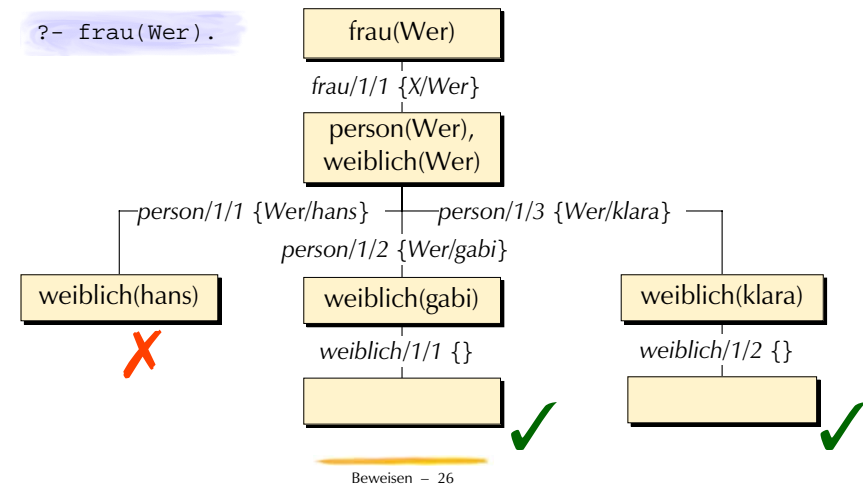 ?- frau(Wer).
frau(Wer)
frau/1/1 {X/Wer}
person(Wer),
weiblich(Wer)
person/1/1 {Wer/hans}
person/1/3 {Wer/klara}
person/1/2 {Wer/gabi}
weiblich(hans)
weiblich(gabi)
weiblich(klara)
weiblich/1/1 {}
weiblich/1/2 {}
Beweisen – 26